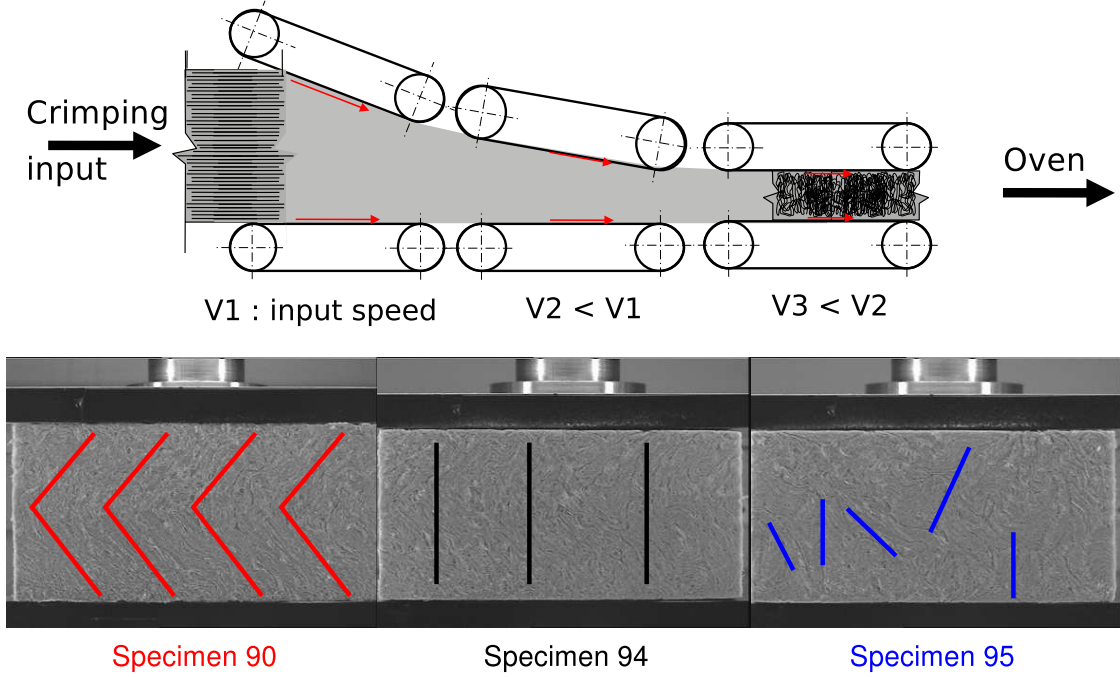 Crimping
input
Oven
V1 : input speed
V2 < V1
V3 < V2
Specimen 90
Specimen 94
Specimen 95